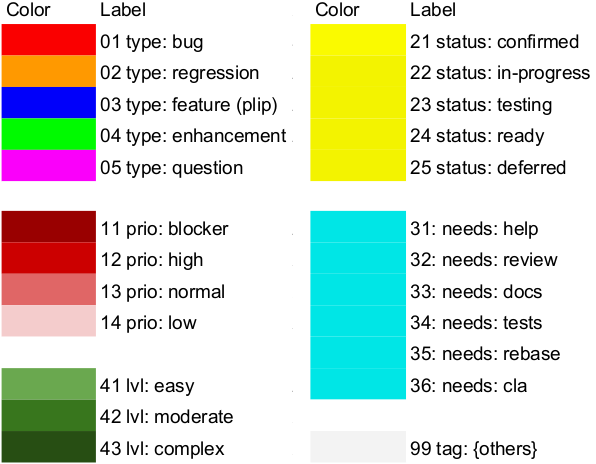 Color Label
01 type: bug
02 type: regression
03 type: feature (plip)
04 type: enhancement
05 type: question
11 prio: blocker
12 prio: high
13 prio: normal
14 prio: low
41 lvl: easy
42 lvl: moderate
43 lvl: complex
Color Label
21 status: confirmed
22 status: in-progress
23 status: testing
24 status: ready
25 status: deferred
31: needs: help
32: needs: review
33: needs: docs
34: needs: tests
35: needs: rebase
36: needs: cla
99 tag: {others}